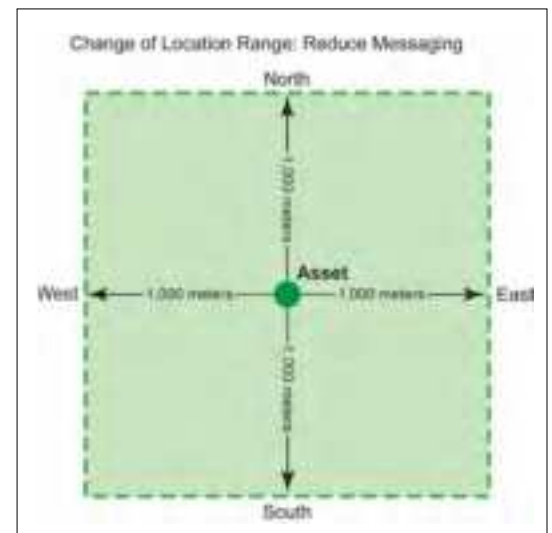 Change of Location Range: Reduce Messaging
North
1,000 meters
Asset
West
1,000 meters
1,000 meters
East
1,000 meters
South